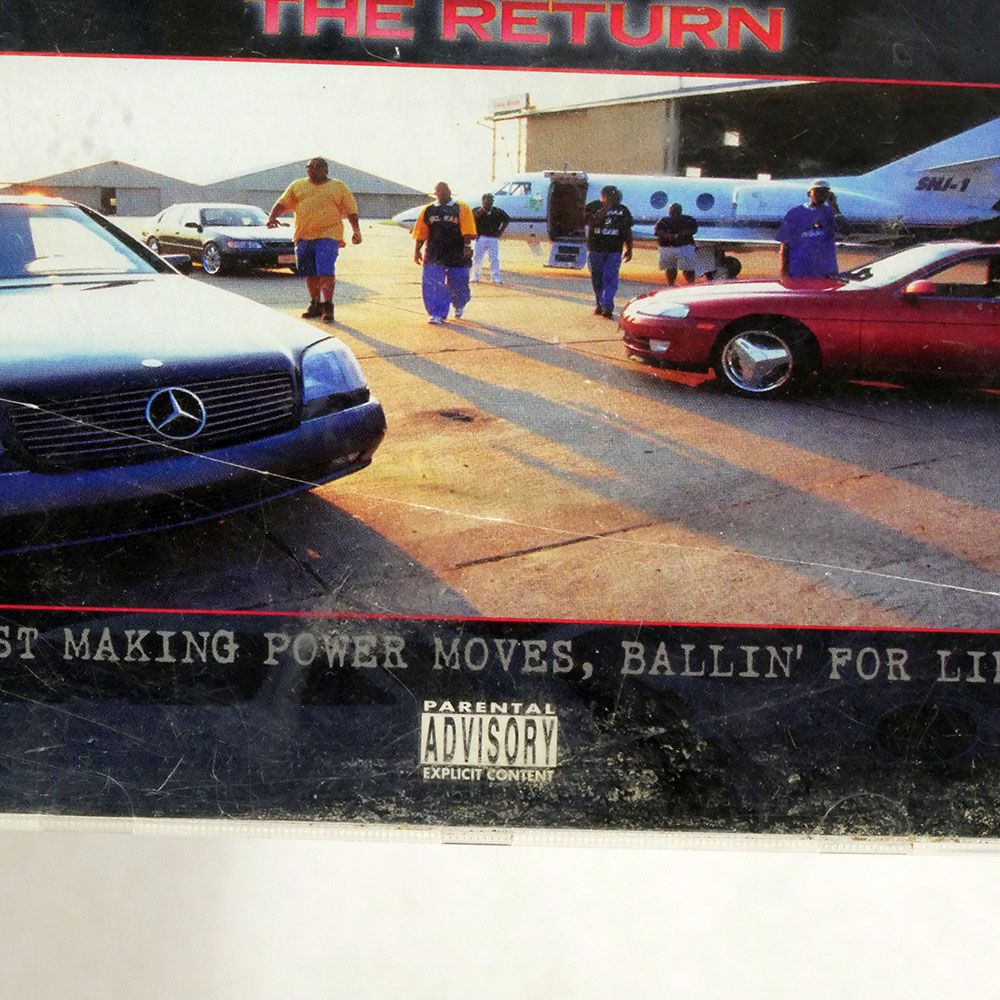 THE RETURN
SNJ-1
ST MAKING POWER MOVES, BALLIN' FOR LI
PARENTAL
ADVISORY
EXPLICIT CONTENT